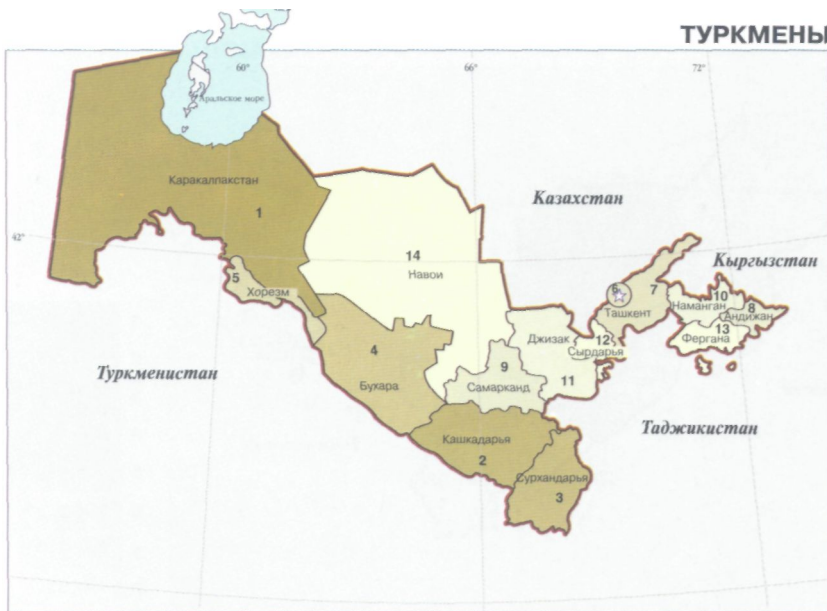 ТУРКМЕНЫ
60°
66°
72°
Аральское море
Каракалпакстан
1
Казахстан
42°
14
Навои
Кыргызстан
5
Хорезм
6
7
Ташкент
10
Наманган
8
Андижан
13
Фергана
Джизак
12
Сырдарья
4
Бухара
9
Самарканд
11
Туркменистан
Таджикистан
Кашкадарья
2
Сурхандарья
3